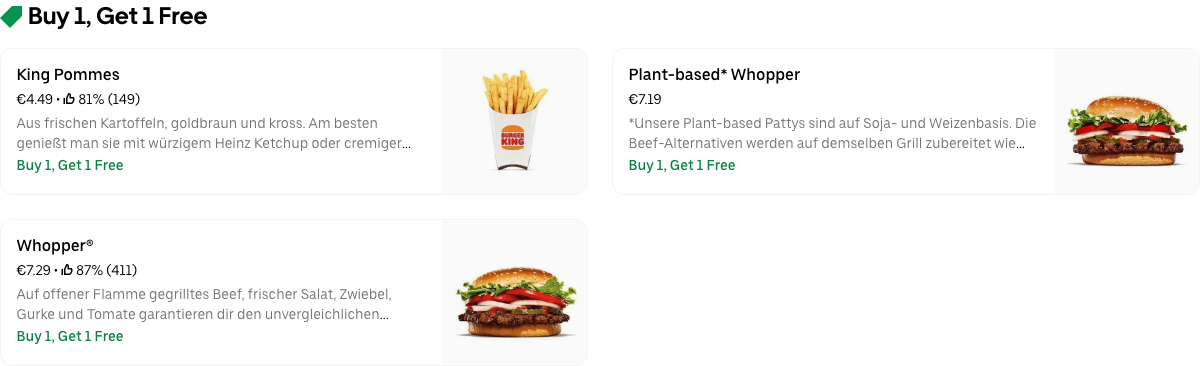 Buy 1, Get 1 Free
King Pommes
€4.49 • 81% (149)
Aus frischen Kartoffeln, goldbraun und kross. Am besten
genießt man sie mit würzigem Heinz Ketchup oder cremiger...
Buy 1, Get 1 Free
BURGER
KING
Plant-based* Whopper
€7.19
*Unsere Plant-based Pattys sind auf Soja- und Weizenbasis. Die
Beef-Alternativen werden auf demselben Grill zubereitet wie...
Buy 1, Get 1 Free
Whopper®
€7.29 • 87% (411)
Auf offener Flamme gegrilltes Beef, frischer Salat, Zwiebel,
Gurke und Tomate garantieren dir den unvergleichlichen...
Buy 1, Get 1 Free